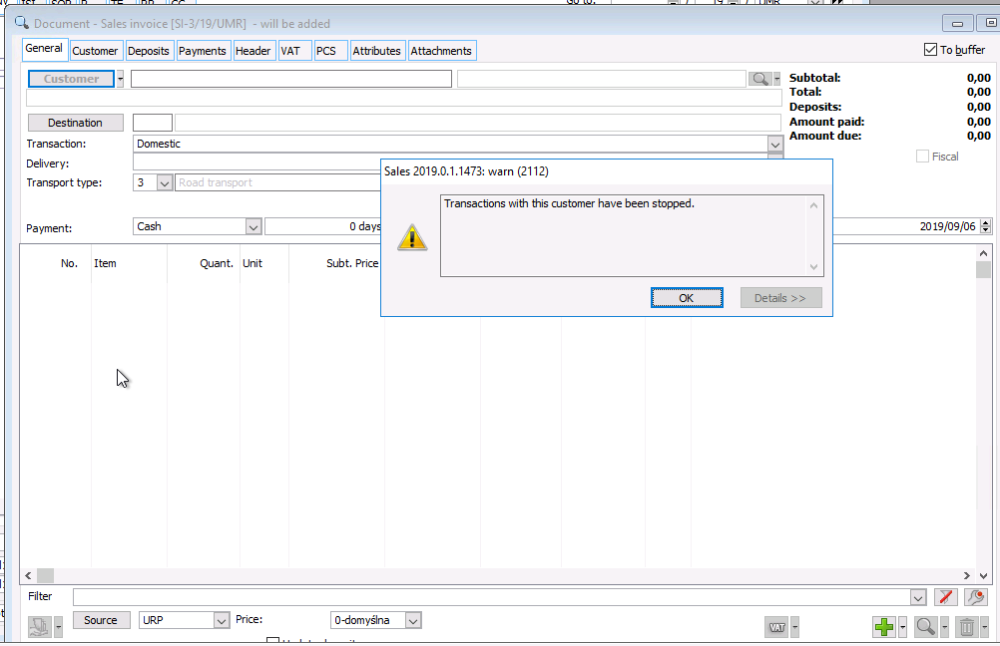 Document - Sales invoice [SI-3/19/UMR] - will be added
General Customer Deposits Payments Header VAT PCS Attributes Attachments
To buffer
Customer
Subtotal: 0,00
Total: 0,00
Deposits: 0,00
Amount paid: 0,00
Amount due: 0,00
Destination
Transaction: Domestic
Fiscal
Delivery:
Transport type: 3 Road transport
Sales 2019.0.1.1473: warn (2112)
Transactions with this customer have been stopped.
OK Details >>
Payment: Cash 0 days
2019/09/06
No. Item Quant. Unit Subt. Price
Filter
Source URP Price: 0-domyślna
VAT